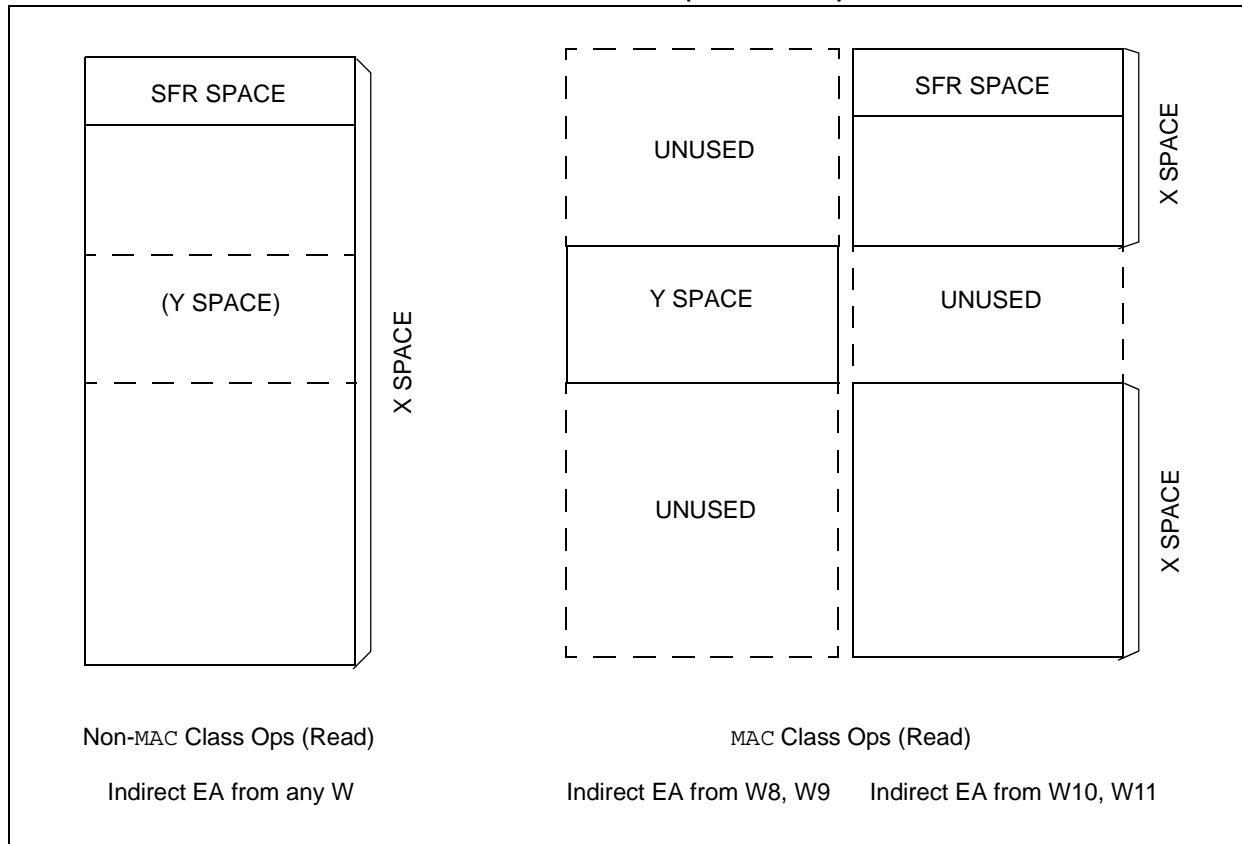 SFR SPACE
(Y SPACE)
X SPACE
UNUSED
Y SPACE
UNUSED
SFR SPACE
UNUSED
X SPACE
X SPACE
Non-MAC Class Ops (Read)
MAC Class Ops (Read)
Indirect EA from any W
Indirect EA from W8, W9
Indirect EA from W10, W11